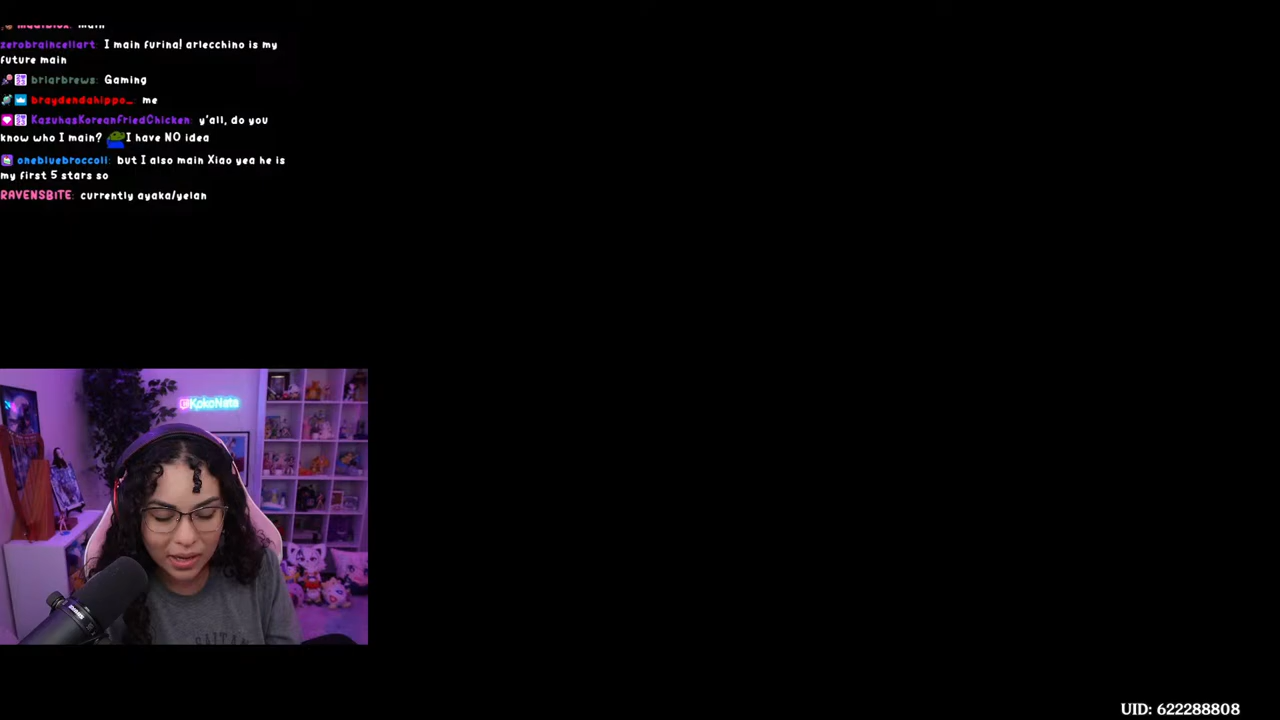 zerobraincellart: I main furina! arlecchino is my
future main
briarbrews: Gaming
braydendahippo_: me
KazuhasKoreanFriedChicken: y'all, do you
know who I main? I have NO idea
onebluebroccoli: but I also main Xiao yea he is
my first 5 stars so
RAVENSBITE: currently ayaka/yelan
@KokoNata
UID: 622288808